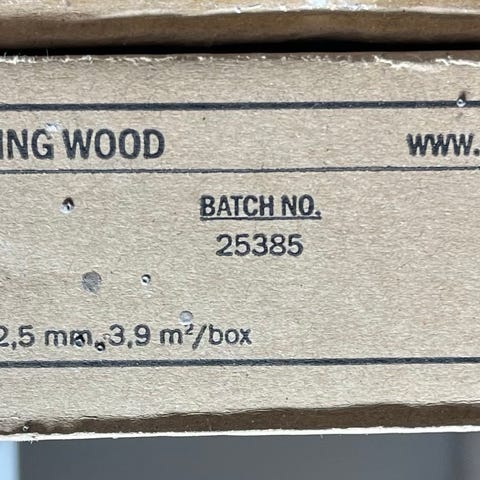 ING WOOD www.
BATCH NO.
25385
2,5 mm, 3,9 m²/box